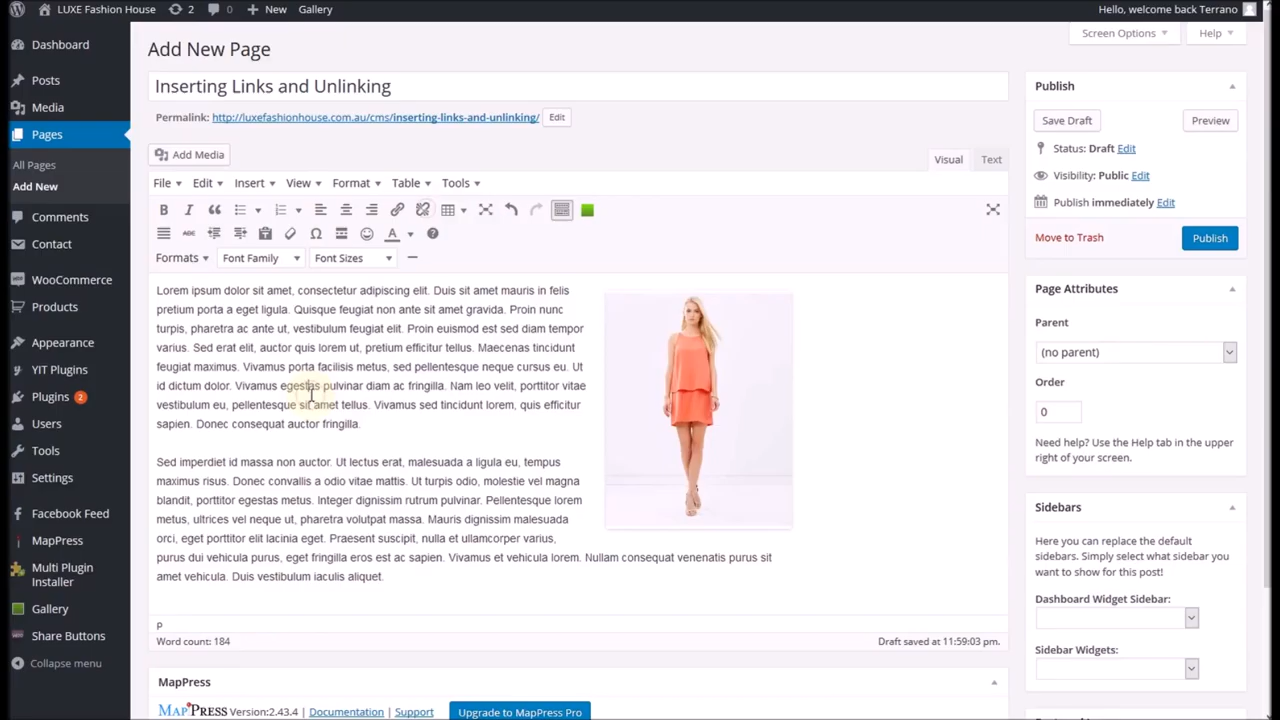 LUXE Fashion House 2 0 New Gallery Hello, welcome back Terrano
Screen Options Help
Dashboard
Posts
Media
Pages
All Pages
Add New
Comments
Contact
WooCommerce
Products
Appearance
YIT Plugins
Plugins 2
Users
Tools
Settings
Facebook Feed
MapPress
Multi Plugin
Installer
Gallery
Share Buttons
Collapse menu
Add New Page
Inserting Links and Unlinking
Permalink: http://luxefashionhouse.com.au/cms/inserting-links-and-unlinking/ Edit
Add Media
Visual Text
File Edit Insert View Format Table Tools
B I
ABC Ω A
Formats Font Family Font Sizes
Lorem ipsum dolor sit amet, consectetur adipiscing elit. Duis sit amet mauris in felis
pretium porta a eget ligula. Quisque feugiat non ante sit amet gravida. Proin nunc
turpis, pharetra ac ante ut, vestibulum feugiat elit. Proin euismod est sed diam tempor
varius. Sed erat elit, auctor quis lorem ut, pretium efficitur tellus. Maecenas tincidunt
feugiat maximus. Vivamus porta facilisis metus, sed pellentesque neque cursus eu. Ut
id dictum dolor. Vivamus egestas pulvinar diam ac fringilla. Nam leo velit, porttitor vitae
vestibulum eu, pellentesque sit amet tellus. Vivamus sed tincidunt lorem, quis efficitur
sapien. Donec consequat auctor fringilla.
Sed imperdiet id massa non auctor. Ut lectus erat, malesuada a ligula eu, tempus
maximus risus. Donec convallis a odio vitae mattis. Ut turpis odio, molestie vel magna
blandit, porttitor egestas metus. Integer dignissim rutrum pulvinar. Pellentesque lorem
metus, ultrices vel neque ut, pharetra volutpat massa. Mauris dignissim malesuada
orci, eget porttitor elit lacinia eget. Praesent suscipit, nulla et ullamcorper varius,
purus dui vehicula purus, eget fringilla eros est ac sapien. Vivamus et vehicula lorem. Nullam consequat venenatis purus sit
amet vehicula. Duis vestibulum iaculis aliquet.
p
Word count: 184 Draft saved at 11:59:03 pm.
MapPress
MAPPRESS Version:2.43.4 | Documentation | Support Upgrade to MapPress Pro
Publish
Save Draft Preview
Status: Draft Edit
Visibility: Public Edit
Publish immediately Edit
Move to Trash Publish
Page Attributes
Parent
(no parent)
Order
0
Need help? Use the Help tab in the upper
right of your screen.
Sidebars
Here you can replace the default
sidebars. Simply select what sidebar you
want to show for this post!
Dashboard Widget Sidebar:
Sidebar Widgets: